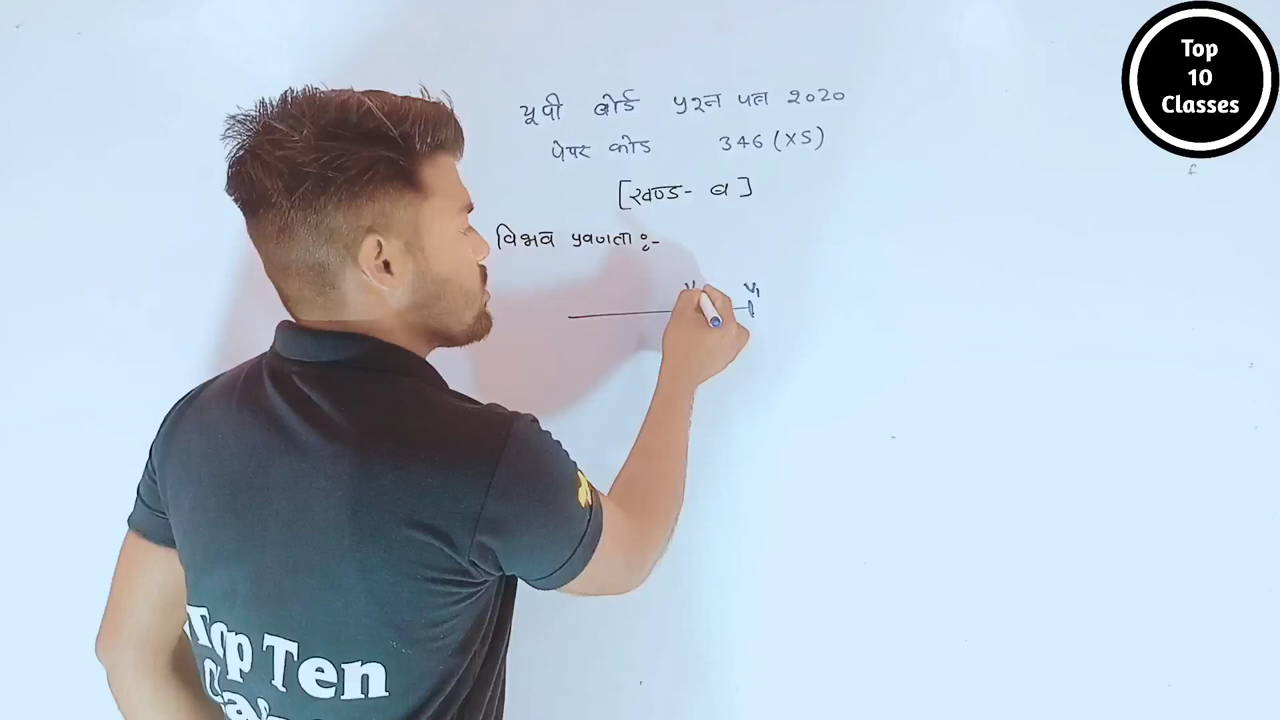 Top
10
Classes
यूपी बोर्ड प्रश्न पत्र 2020
पेपर कोड 346 (XS)
[खण्ड- ब]
विभव प्रवणता :-
V₁
Top Ten